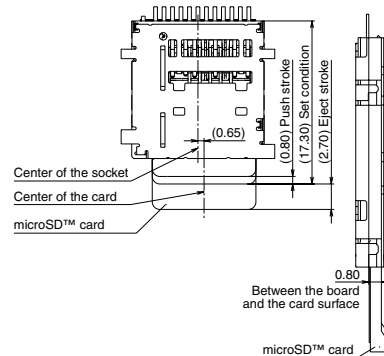 (0.65)
(0.80) Push stroke
(17.30) Set condition
(2.70) Eject stroke
Center of the socket
Center of the card
microSD™ card
0.80
Between the board
and the card surface
microSD™ card